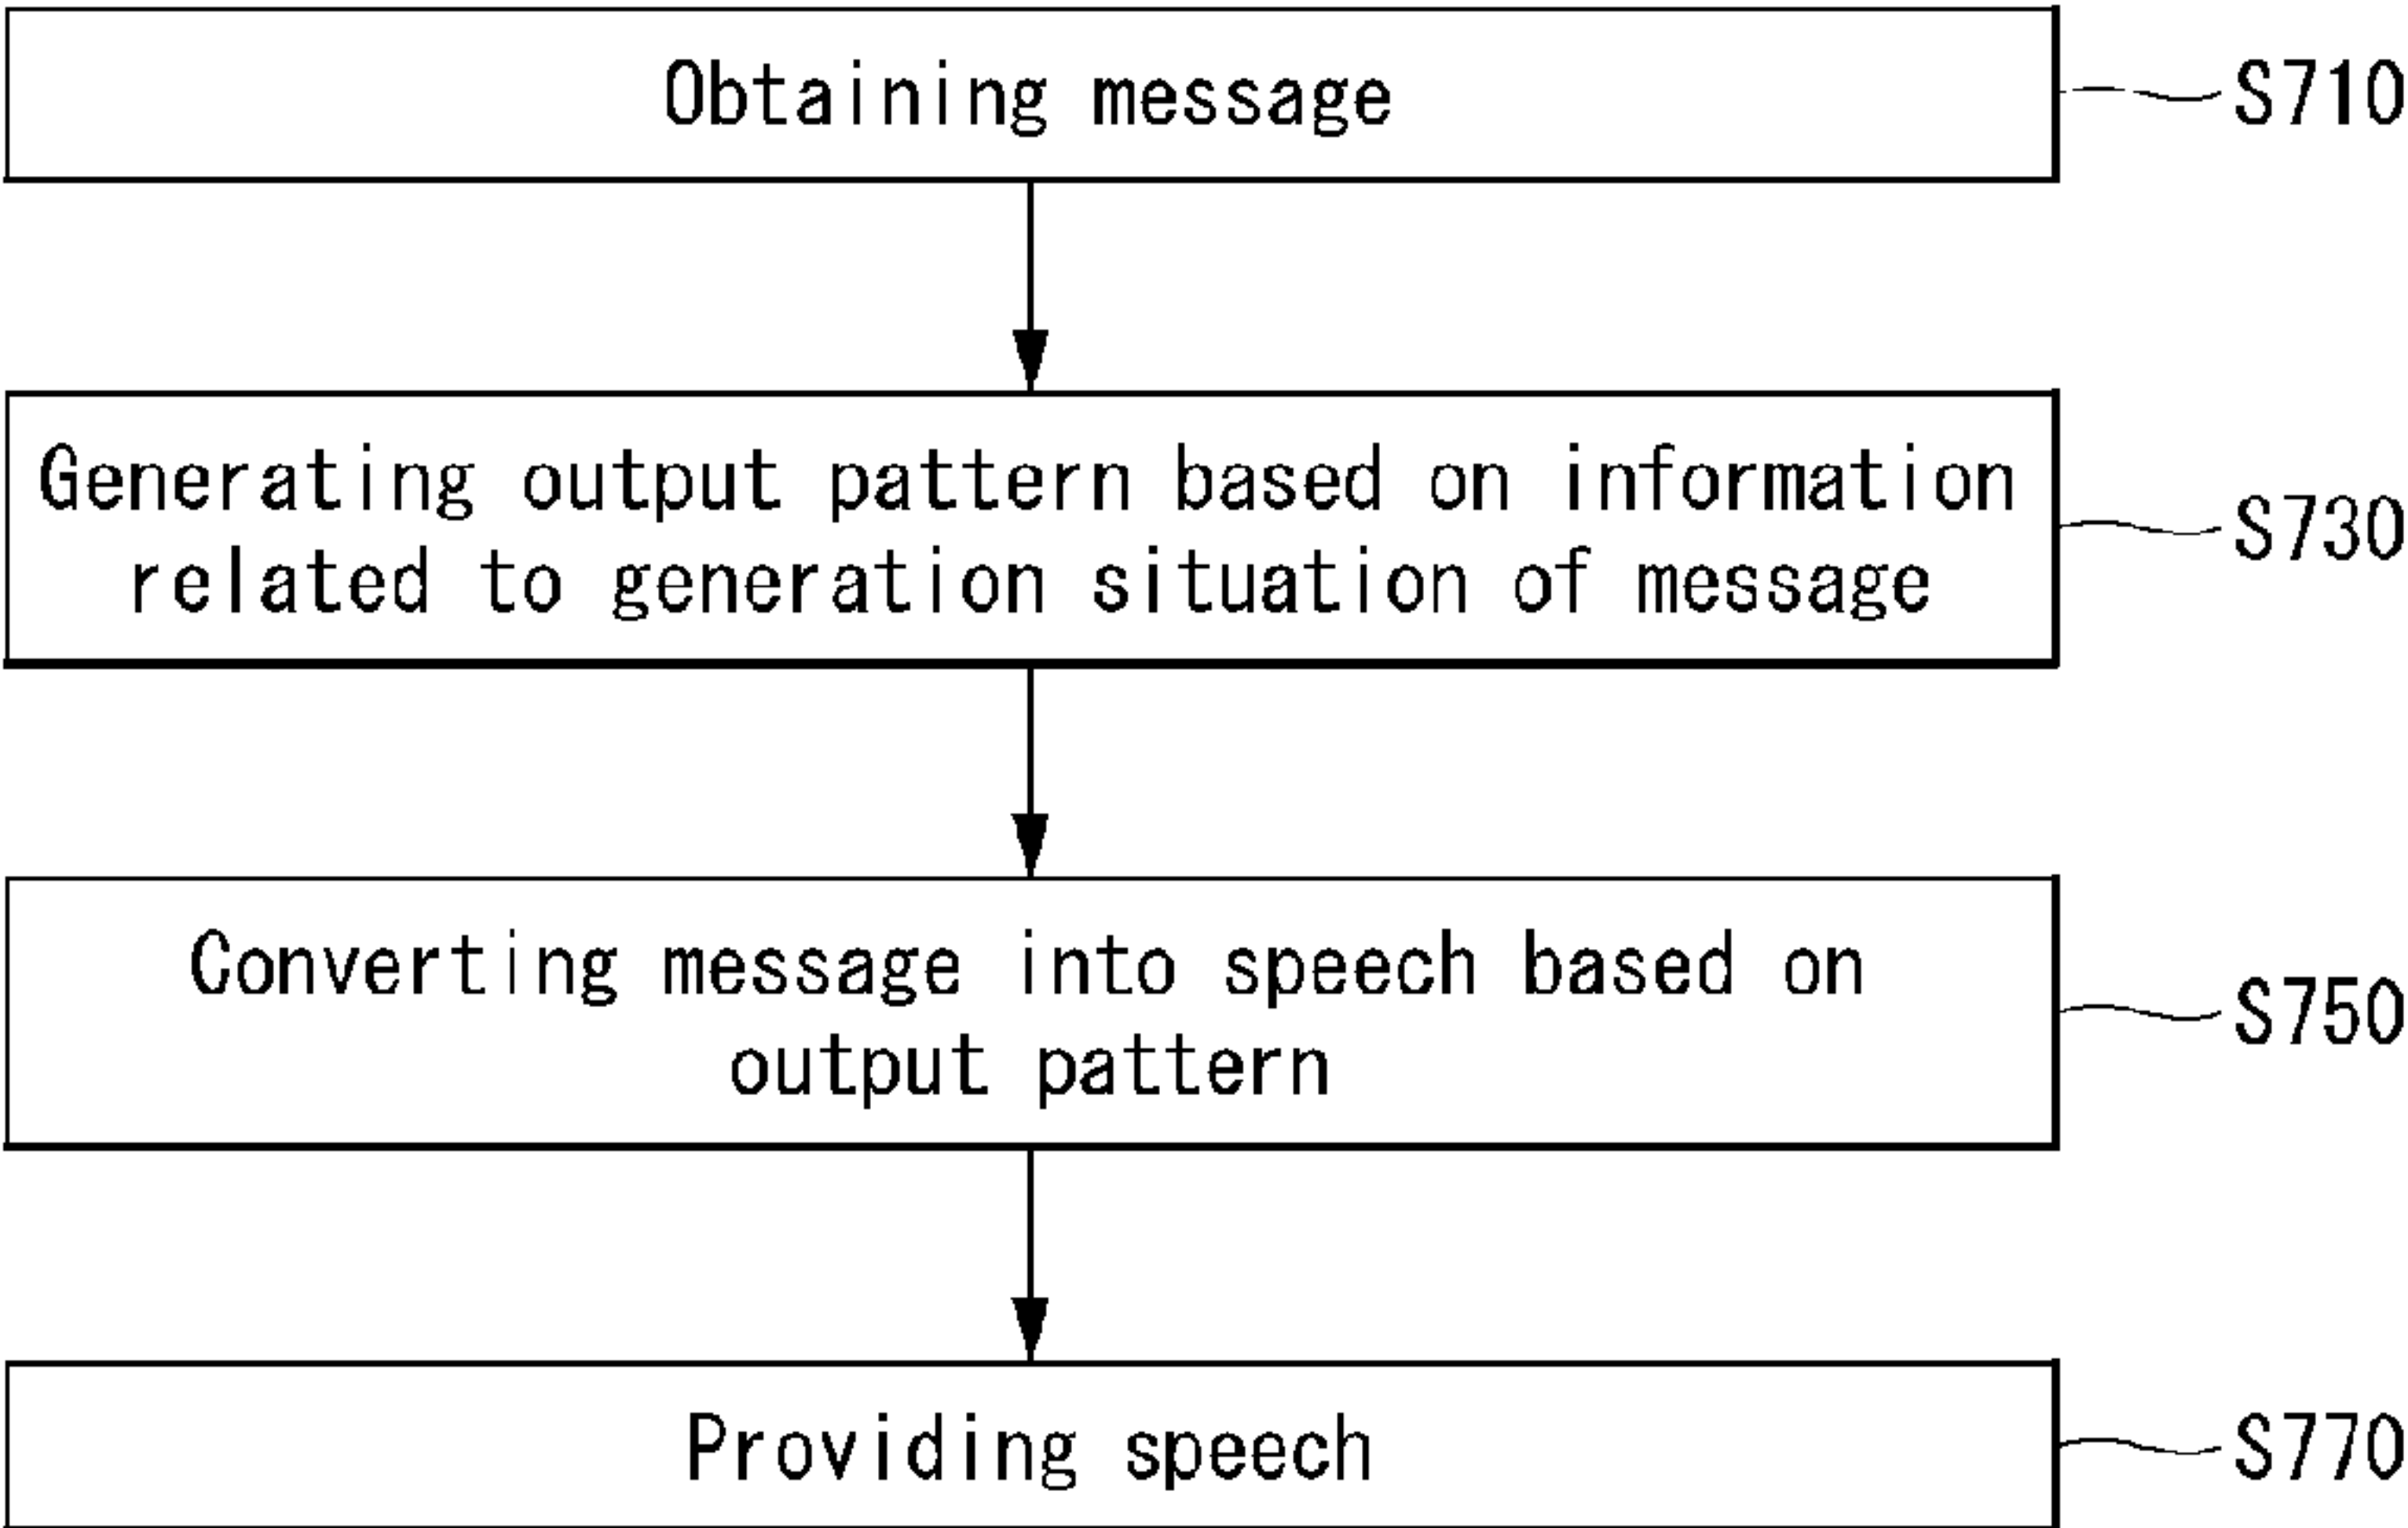 Obtaining message
S710
Generating output pattern based on information
related to generation situation of message
S730
Converting message into speech based on
output pattern
S750
Providing speech
S770